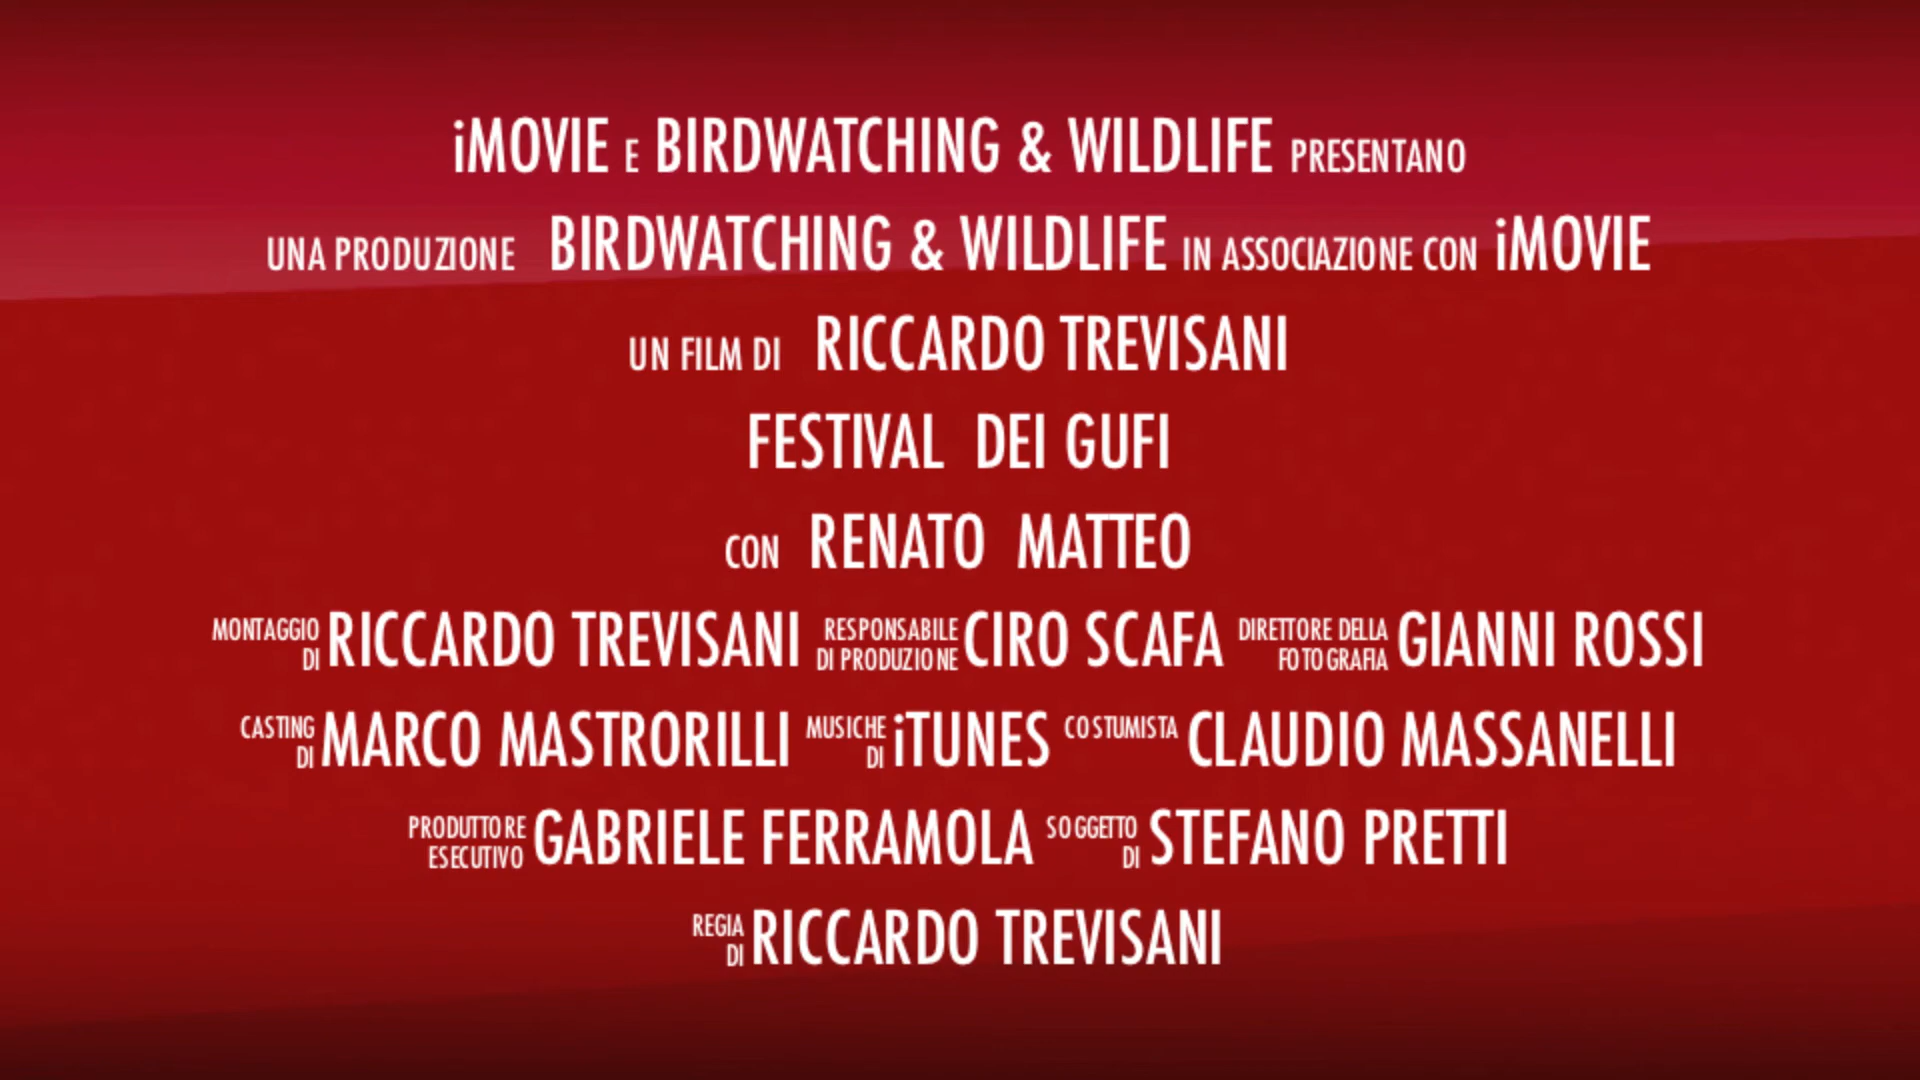 iMOVIE E BIRDWATCHING & WILDLIFE PRESENTANO
UNA PRODUZIONE BIRDWATCHING & WILDLIFE IN ASSOCIAZIONE CON iMOVIE
UN FILM DI RICCARDO TREVISANI
FESTIVAL DEI GUFI
CON RENATO MATTEO
MONTAGGIO DI RICCARDO TREVISANI RESPONSABILE DI PRODUZIONE CIRO SCAFA DIRETTORE DELLA FOTOGRAFIA GIANNI ROSSI
CASTING DI MARCO MASTRORILLI MUSICHE DI iTUNES COSTUMISTA CLAUDIO MASSANELLI
PRODUTTORE ESECUTIVO GABRIELE FERRAMOLA SOGGETTO DI STEFANO PRETTI
REGIA DI RICCARDO TREVISANI